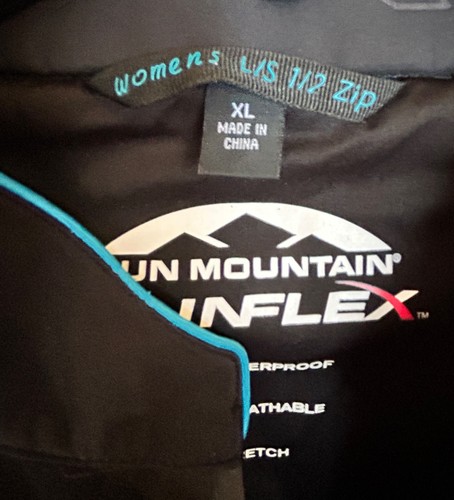 womens L/S 1/2 Zip
XL
MADE IN
CHINA
UN MOUNTAIN®
INFLEX™
ERPROOF
ATHABLE
ETCH